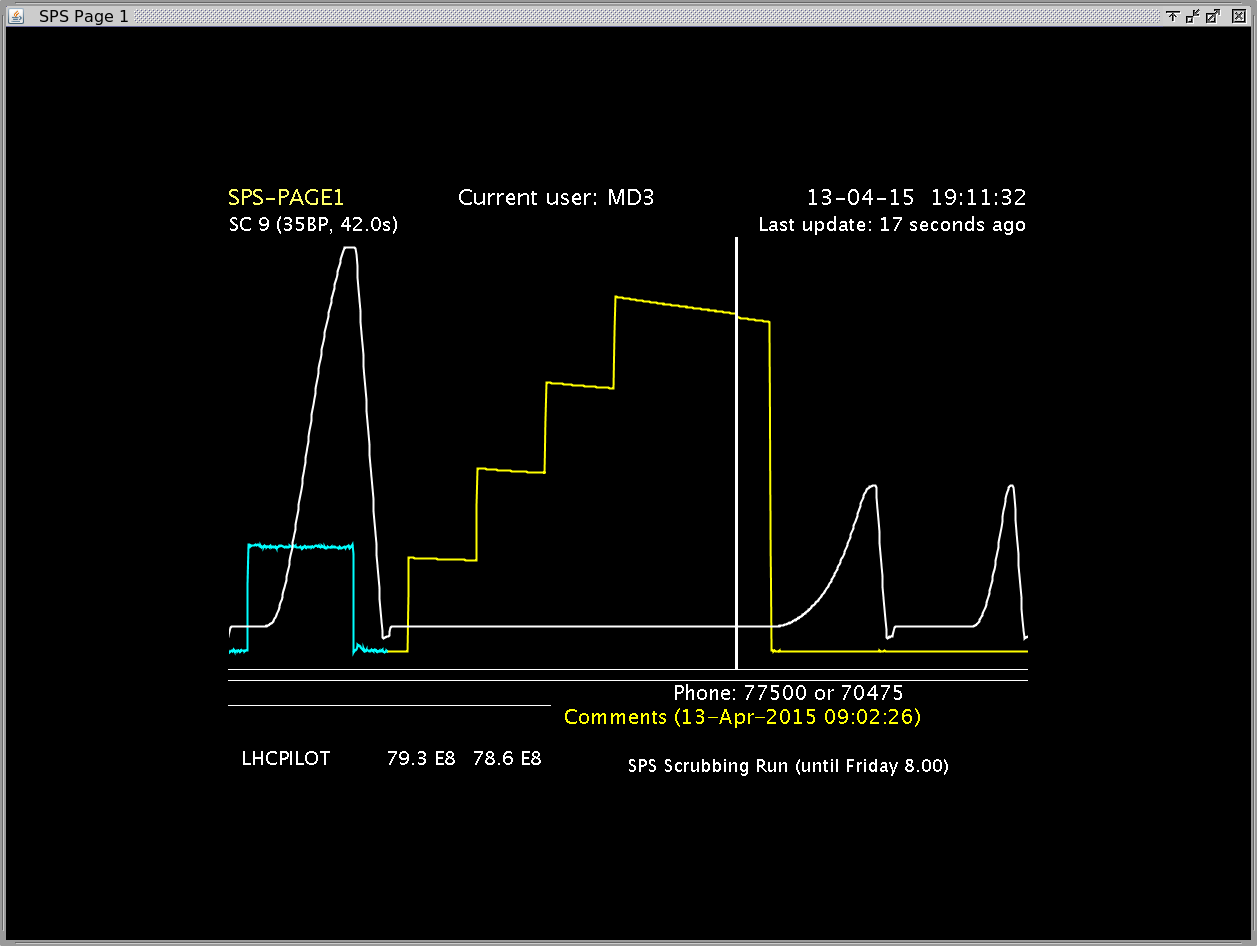 SPS Page 1
SPS-PAGE1 Current user: MD3 13-04-15 19:11:32
SC 9 (35BP, 42.0s) Last update: 17 seconds ago
Phone: 77500 or 70475
Comments (13-Apr-2015 09:02:26)
LHCPILOT 79.3 E8 78.6 E8
SPS Scrubbing Run (until Friday 8.00)